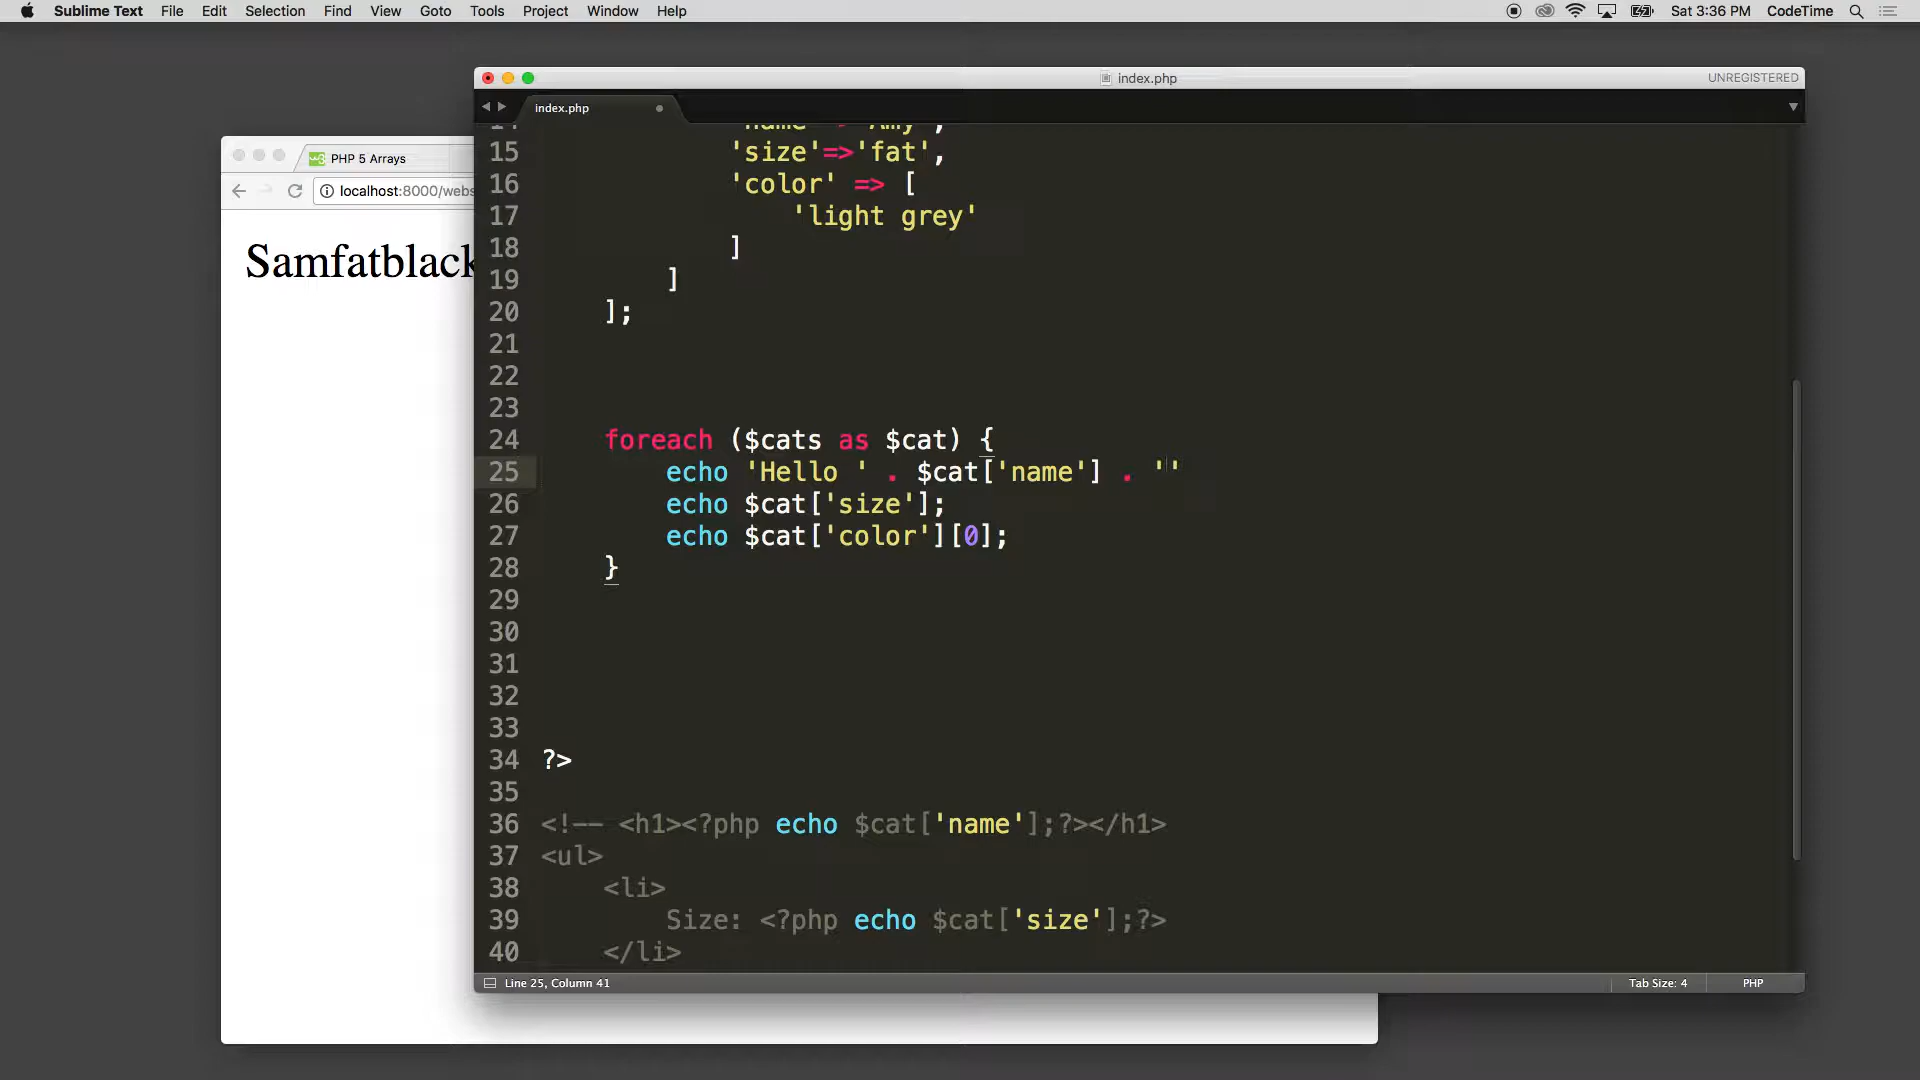 Sublime Text File Edit Selection Find View Goto Tools Project Window Help Sat 3:36 PM CodeTime
index.php UNREGISTERED
index.php
PHP 5 Arrays
localhost:8000/webs
Samfatblack
14 'name' => 'Amy',
15 'size'=>'fat',
16 'color' => [
17 'light grey'
18 ]
19 ]
20 ];
21
22
23
24 foreach ($cats as $cat) {
25 echo 'Hello ' . $cat['name'] . ''
26 echo $cat['size'];
27 echo $cat['color'][0];
28 }
29
30
31
32
33
34 ?>
35
36 <!-- <h1><?php echo $cat['name'];?></h1>
37 <ul>
38 <li>
39 Size: <?php echo $cat['size'];?>
40 </li>
Line 25, Column 41 Tab Size: 4 PHP